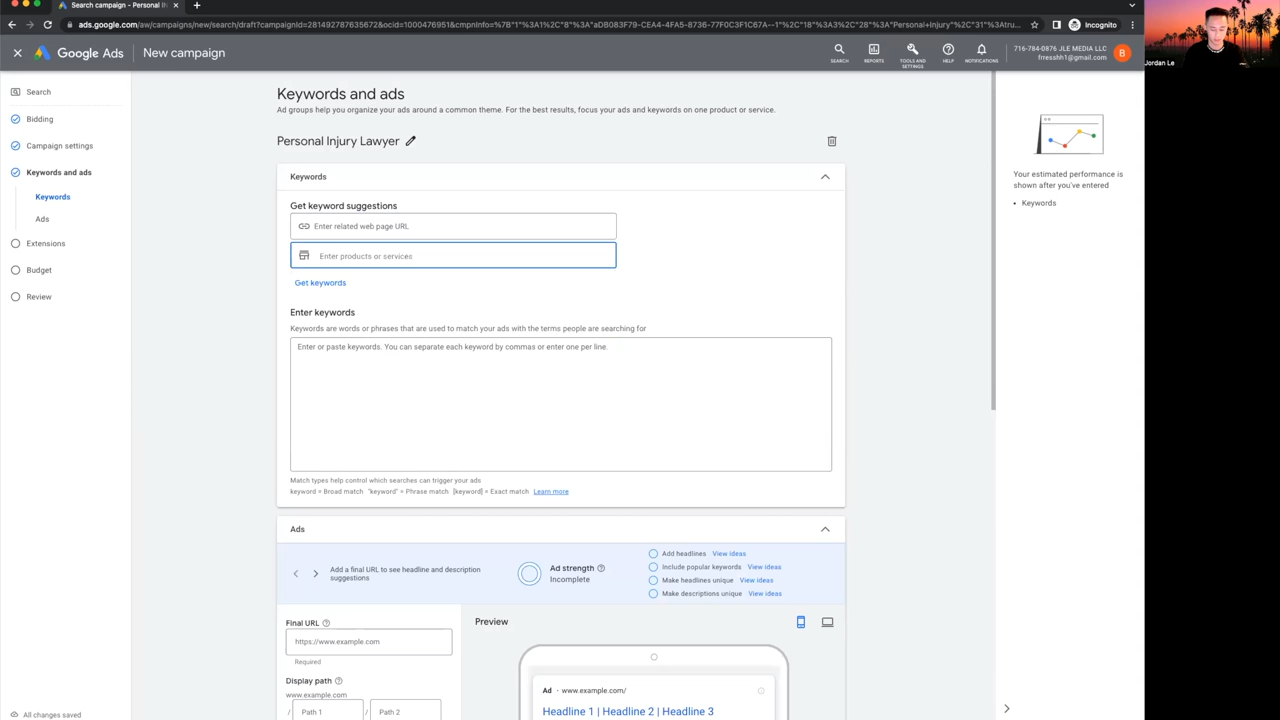 Search campaign - Personal In
ads.google.com/aw/campaigns/new/search/draft?campaignId=281492787635672&ocid=1000476951&cmpnInfo=%7B"1%3A1%2C"8%3A"aDB083F79-CEA4-4FA5-8736-77F0C3F1C67A--1%2C"18%3A%2C"28%3A"Personal+Injury"%2C"31%3Atru...
Incognito
Google Ads
New campaign
SEARCH
REPORTS
TOOLS AND SETTINGS
HELP
NOTIFICATIONS
716-784-0876 JLE MEDIA LLC
frresshh1@gmail.com
B
Jordan Le
Search
Bidding
Campaign settings
Keywords and ads
Keywords
Ads
Extensions
Budget
Review
All changes saved
Keywords and ads
Ad groups help you organize your ads around a common theme. For the best results, focus your ads and keywords on one product or service.
Personal Injury Lawyer
Keywords
Get keyword suggestions
Enter related web page URL
Enter products or services
Get keywords
Enter keywords
Keywords are words or phrases that are used to match your ads with the terms people are searching for
Enter or paste keywords. You can separate each keyword by commas or enter one per line.
Match types help control which searches can trigger your ads
keyword = Broad match "keyword" = Phrase match [keyword] = Exact match Learn more
Ads
Add a final URL to see headline and description
suggestions
Ad strength
Incomplete
Add headlines View ideas
Include popular keywords View ideas
Make headlines unique View ideas
Make descriptions unique View ideas
Final URL
https://www.example.com
Required
Display path
www.example.com
/ Path 1 / Path 2
Preview
Ad · www.example.com/
Headline 1 | Headline 2 | Headline 3
Your estimated performance is
shown after you've entered
• Keywords